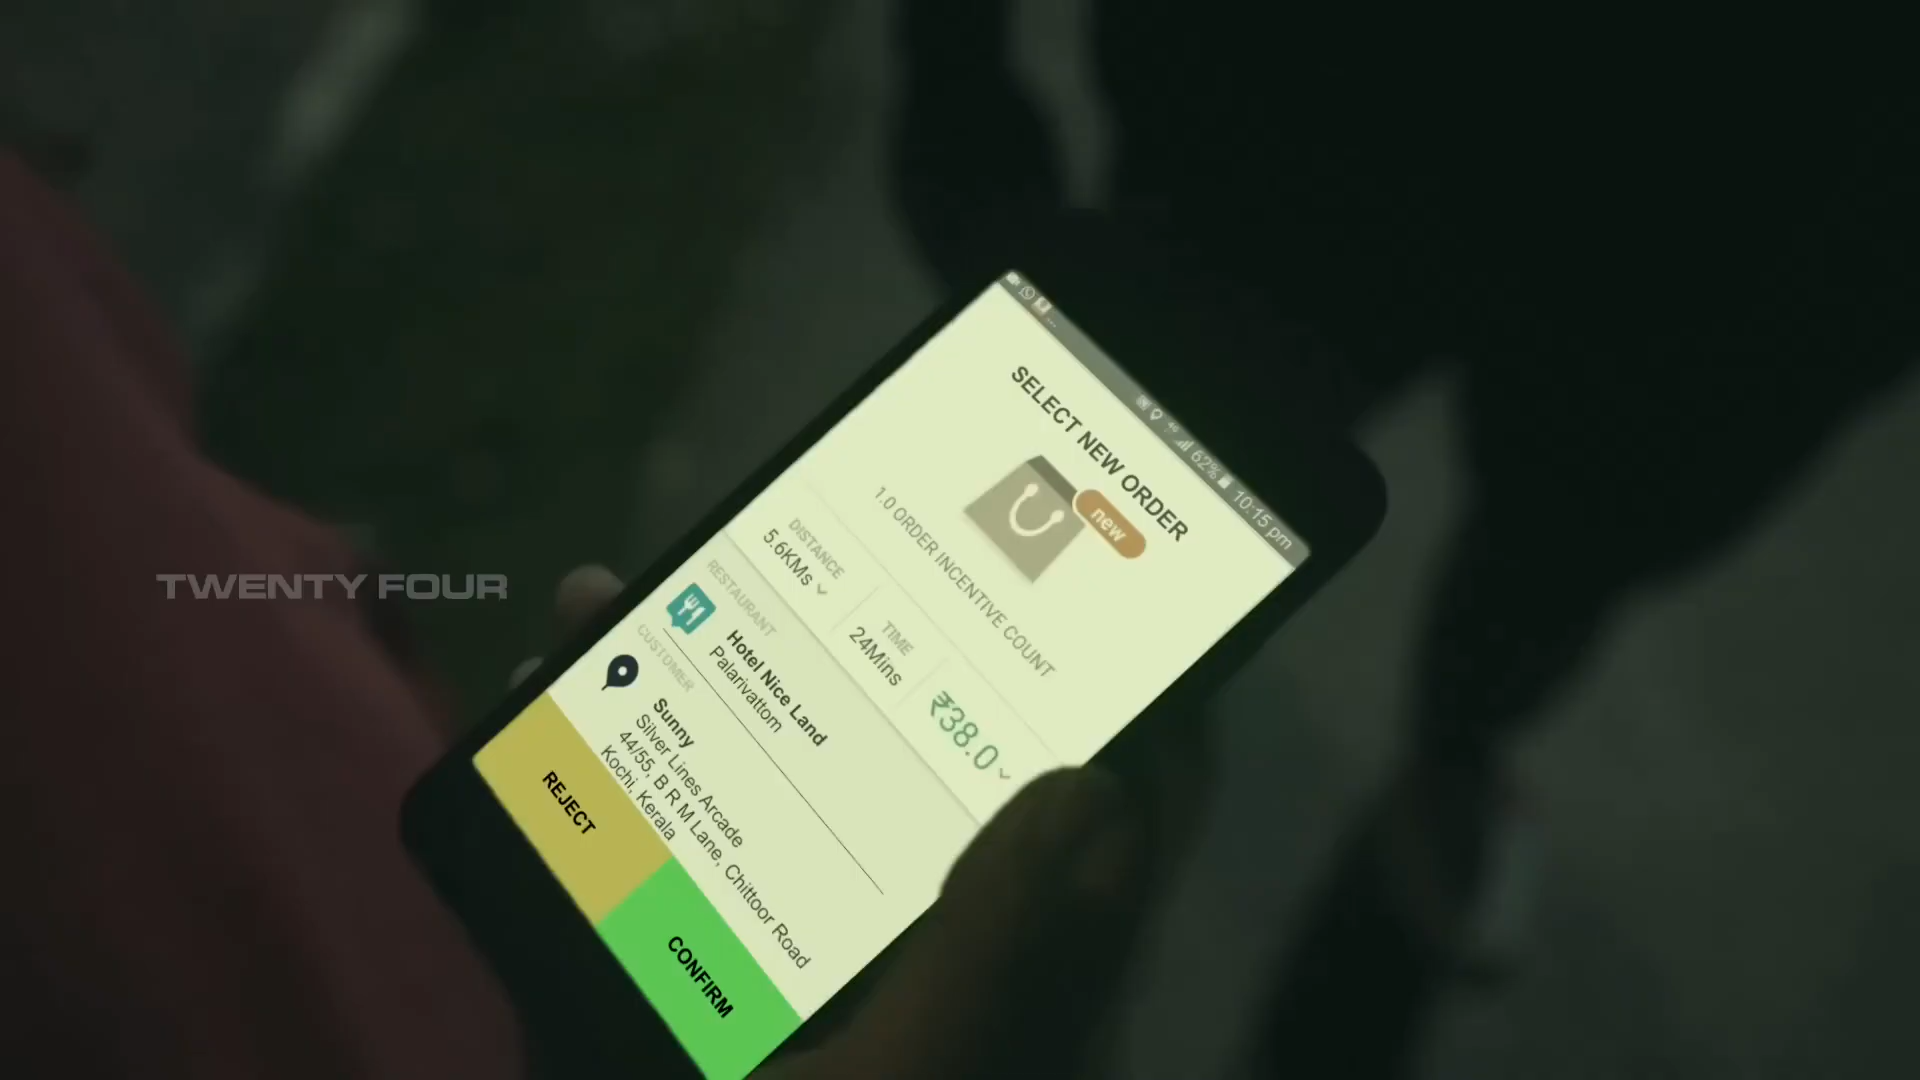 62% 10:15 pm
SELECT NEW ORDER
new
1.0 ORDER INCENTIVE COUNT
DISTANCE
5.6KMs
TIME
24Mins
₹38.0
RESTAURANT
Hotel Nice Land
Palarivattom
CUSTOMER
Sunny
Silver Lines Arcade
44/55, B R M Lane, Chittoor Road
Kochi, Kerala
REJECT
CONFIRM
TWENTY FOUR